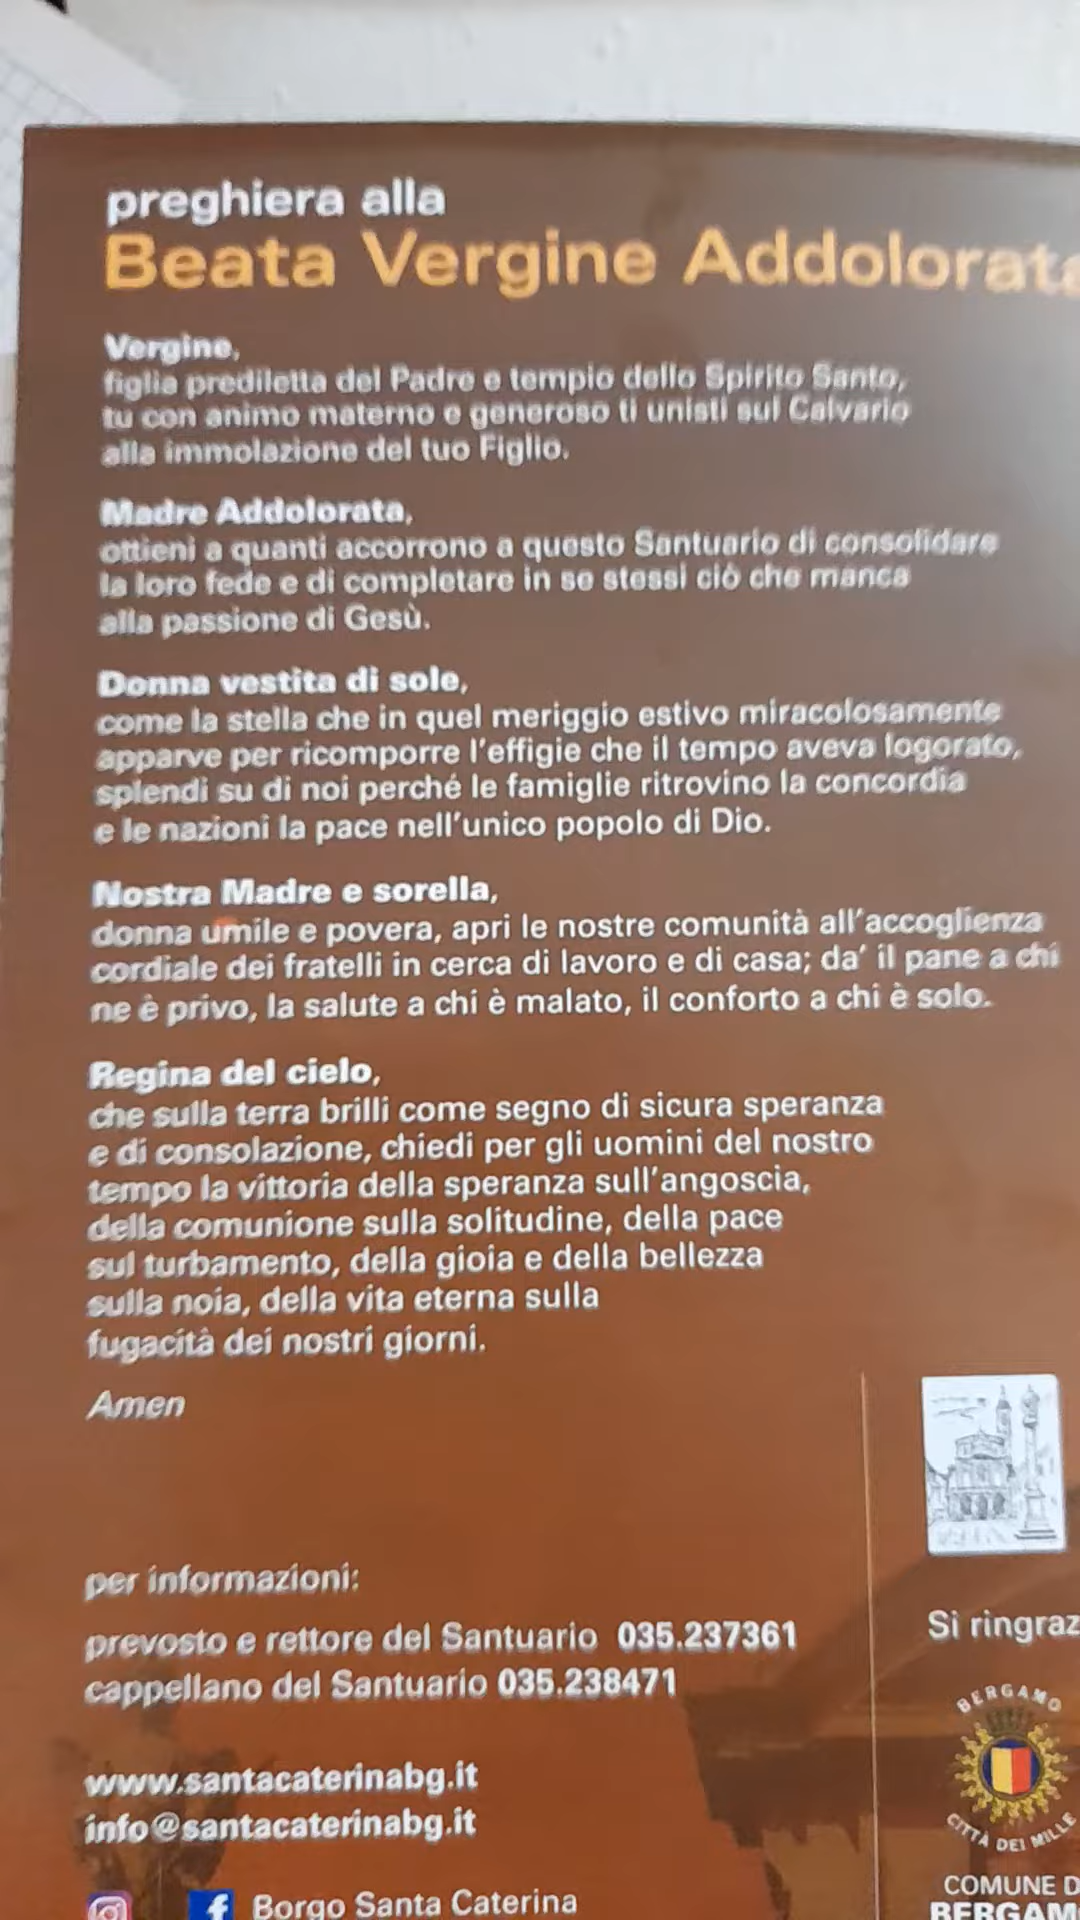 preghiera alla
Beata Vergine Addolorata
Vergine,
figlia prediletta del Padre e tempio dello Spirito Santo,
tu con animo materno e generoso ti unisti sul Calvario
alla immolazione del tuo Figlio.
Madre Addolorata,
ottieni a quanti accorrono a questo Santuario di consolidare
la loro fede e di completare in se stessi ciò che manca
alla passione di Gesù.
Donna vestita di sole,
come la stella che in quel meriggio estivo miracolosamente
apparve per ricomporre l'effigie che il tempo aveva logorato,
splendi su di noi perché le famiglie ritrovino la concordia
e le nazioni la pace nell'unico popolo di Dio.
Nostra Madre e sorella,
donna umile e povera, apri le nostre comunità all'accoglienza
cordiale dei fratelli in cerca di lavoro e di casa; da' il pane a chi
ne è privo, la salute a chi è malato, il conforto a chi è solo.
Regina del cielo,
che sulla terra brilli come segno di sicura speranza
e di consolazione, chiedi per gli uomini del nostro
tempo la vittoria della speranza sull'angoscia,
della comunione sulla solitudine, della pace
sul turbamento, della gioia e della bellezza
sulla noia, della vita eterna sulla
fugacità dei nostri giorni.
Amen
per informazioni:
prevosto e rettore del Santuario 035.237361
cappellano del Santuario 035.238471
www.santacaterinabg.it
info@santacaterinabg.it
Borgo Santa Caterina
Si ringraz
BERGAMO
CITTÀ DEI MILLE
COMUNE D
BERGAM